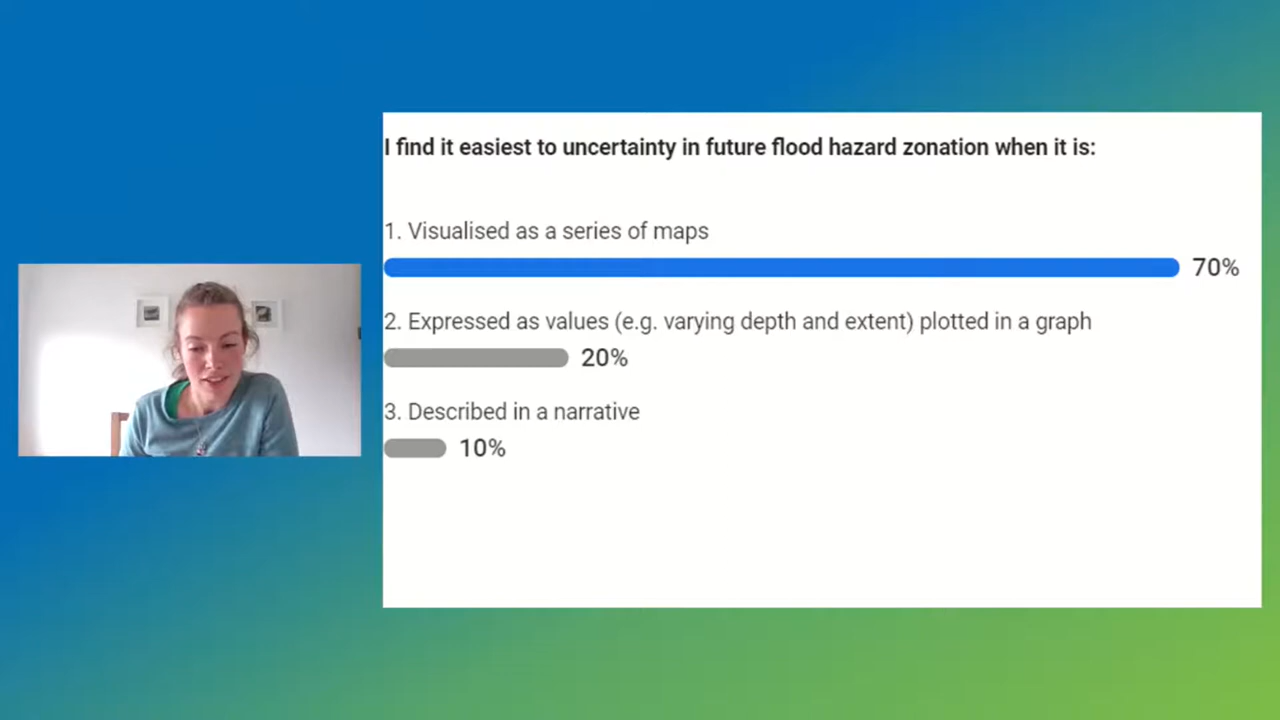 I find it easiest to uncertainty in future flood hazard zonation when it is:
1. Visualised as a series of maps
70%
2. Expressed as values (e.g. varying depth and extent) plotted in a graph
20%
3. Described in a narrative
10%